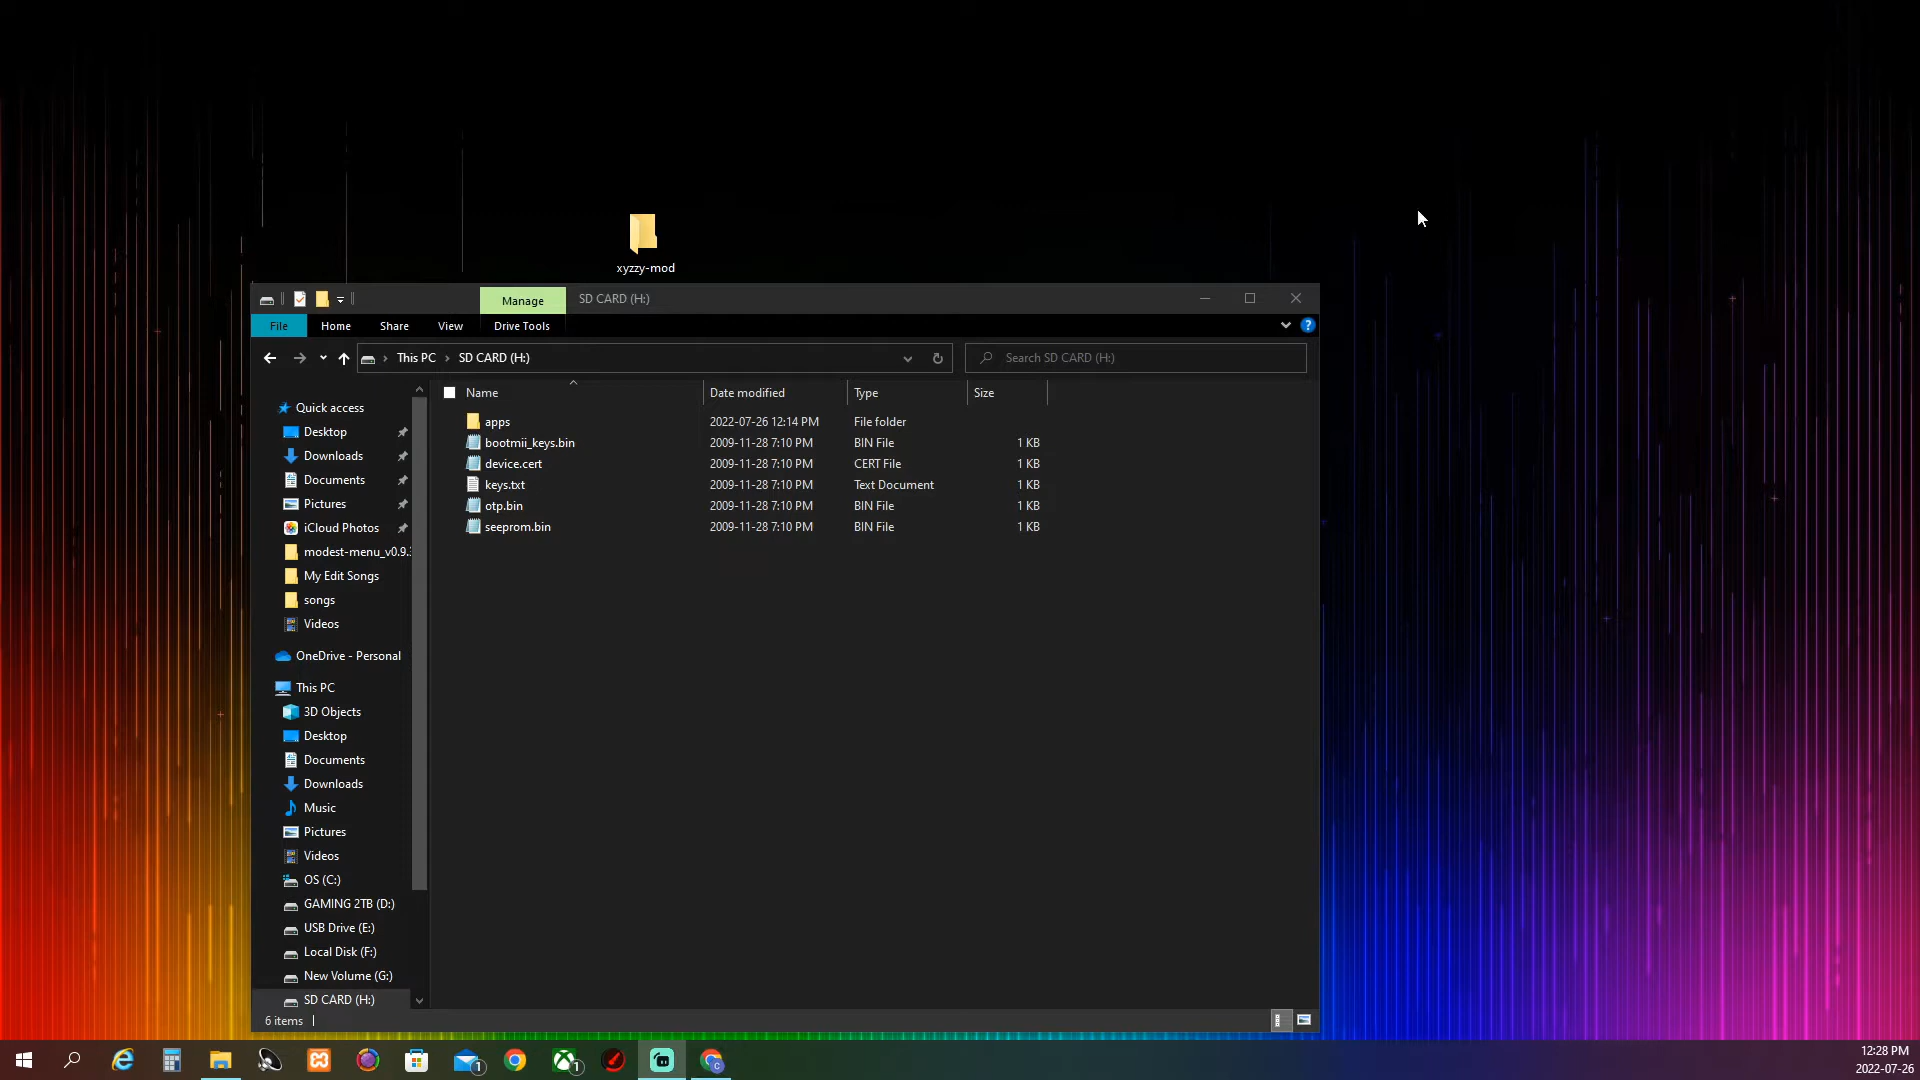 xyzzy-mod
Manage
SD CARD (H:)
File
Home
Share
View
Drive Tools
This PC
SD CARD (H:)
Search SD CARD (H:)
Name
Date modified
Type
Size
apps
2022-07-26 12:14 PM
File folder
bootmii_keys.bin
2009-11-28 7:10 PM
BIN File
1 KB
device.cert
2009-11-28 7:10 PM
CERT File
1 KB
keys.txt
2009-11-28 7:10 PM
Text Document
1 KB
otp.bin
2009-11-28 7:10 PM
BIN File
1 KB
seeprom.bin
2009-11-28 7:10 PM
BIN File
1 KB
Quick access
Desktop
Downloads
Documents
Pictures
iCloud Photos
modest-menu_v0.9.
My Edit Songs
songs
Videos
OneDrive - Personal
This PC
3D Objects
Desktop
Documents
Downloads
Music
Pictures
Videos
OS (C:)
GAMING 2TB (D:)
USB Drive (E:)
Local Disk (F:)
New Volume (G:)
SD CARD (H:)
6 items
12:28 PM
2022-07-26